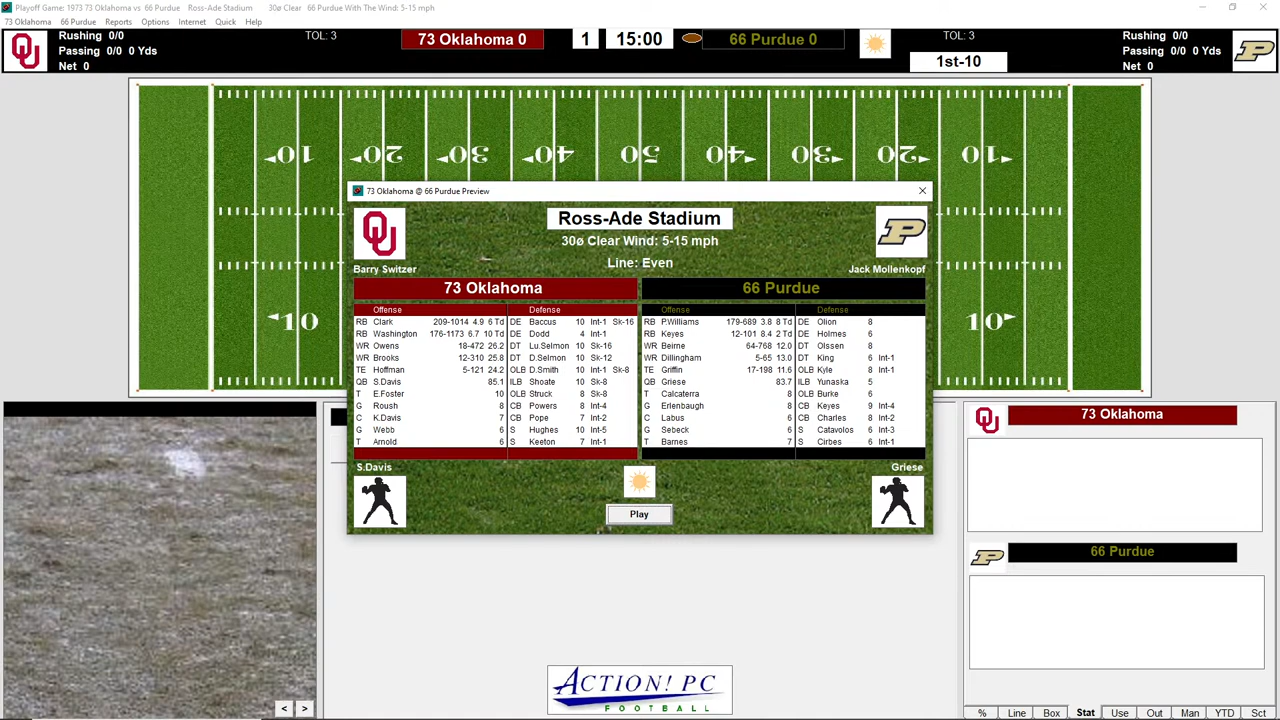 Playoff Game: 1973 73 Oklahoma vs 66 Purdue Ross-Ade Stadium 30ø Clear 66 Purdue With The Wind: 5-15 mph
73 Oklahoma 66 Purdue Reports Options Internet Quick Help
Rushing 0/0 TOL: 3 73 Oklahoma 0 1 15:00 66 Purdue 0 TOL: 3 Rushing 0/0
Passing 0/0 0 Yds Passing 0/0 0 Yds
Net 0 1st-10 Net 0
10 20 30 40 50 40 30 20 10
73 Oklahoma @ 66 Purdue Preview
Ross-Ade Stadium
30ø Clear Wind: 5-15 mph
Line: Even
Barry Switzer Jack Mollenkopf
73 Oklahoma 66 Purdue
Offense Defense Offense Defense
RB Clark 209-1014 4.9 6 Td DE Baccus 10 Int-1 Sk-16 RB P.Williams 179-689 3.8 8 Td DE Olion 8
RB Washington 176-1173 6.7 10 Td DE Dodd 4 Int-1 RB Keyes 12-101 8.4 2 Td DE Holmes 6
WR Owens 18-472 26.2 DT Lu.Selmon 10 Sk-16 WR Beirne 64-768 12.0 DT Olssen 8
WR Brooks 12-310 25.8 DT D.Selmon 10 Sk-12 WR Dillingham 5-65 13.0 DT King 6 Int-1
TE Hoffman 5-121 24.2 OLB D.Smith 10 Int-1 Sk-8 TE Griffin 17-198 11.6 OLB Kyle 8 Int-1
QB S.Davis 85.1 ILB Shoate 10 Sk-8 QB Griese 83.7 ILB Yunaska 5
T E.Foster 10 OLB Struck 8 Sk-8 T Calcaterra 8 OLB Burke 6
G Roush 8 CB Powers 8 Int-4 G Erlenbaugh 8 CB Keyes 9 Int-4
C K.Davis 7 CB Pope 7 Int-2 C Labus 6 CB Charles 8 Int-2
G Webb 6 S Hughes 10 Int-5 G Sebeck 6 S Catavolos 6 Int-3
T Arnold 6 S Keeton 7 Int-1 T Barnes 7 S Cirbes 6 Int-1
10 10
S.Davis Griese
Play
73 Oklahoma
66 Purdue
ACTION! PC
FOOTBALL
< >
% Line Box Stat Use Out Man YTD Sct